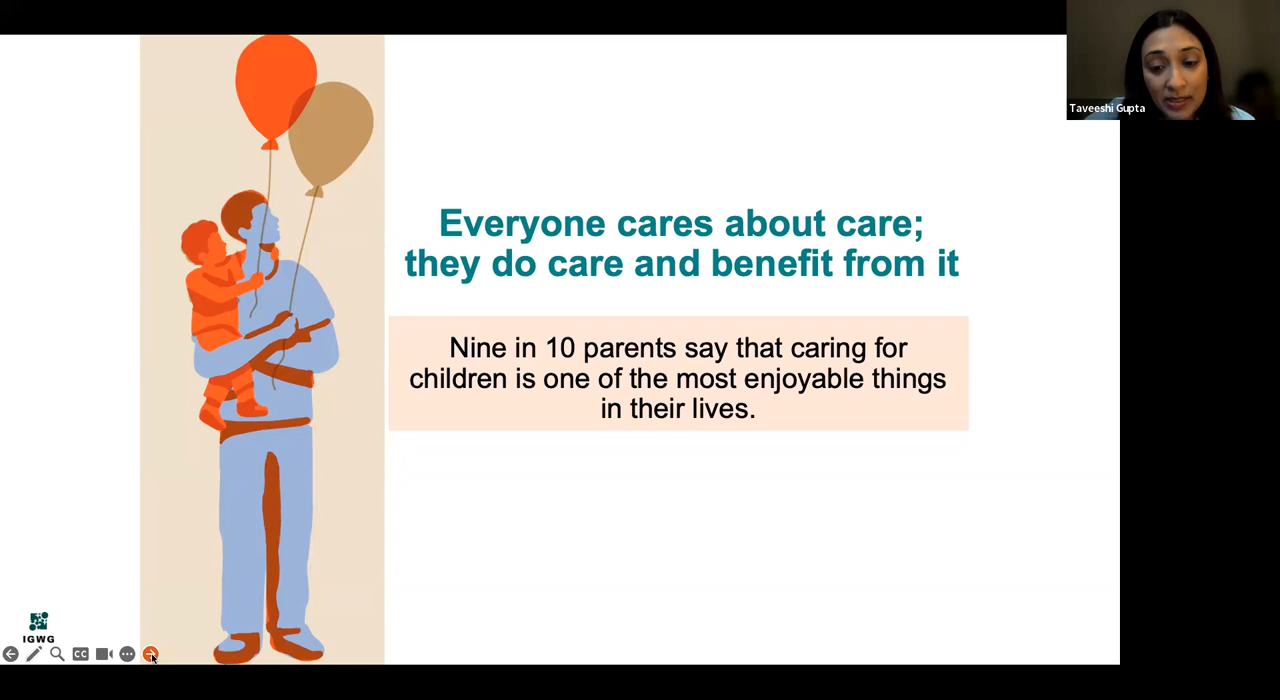 Taveeshi Gupta
Everyone cares about care;
they do care and benefit from it
Nine in 10 parents say that caring for
children is one of the most enjoyable things
in their lives.
IGWG
CC